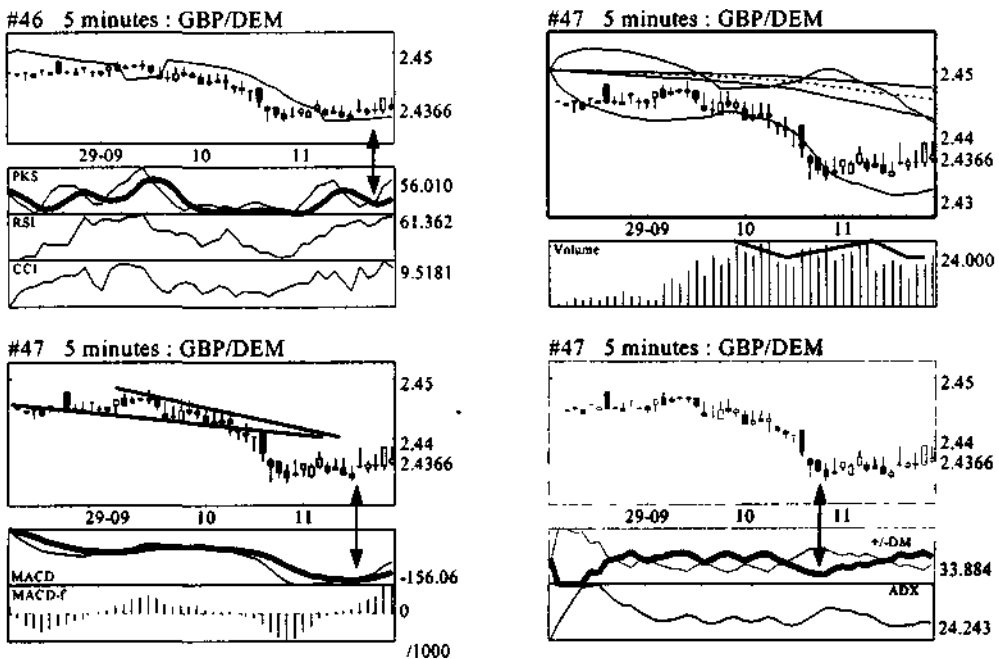 #46 5 minutes : GBP/DEM
2.45
2.4366
29-09 10 11
PKS
56.010
RSI
61.362
CCI
9.5181
#47 5 minutes : GBP/DEM
2.45
2.44
2.4366
2.43
29-09 10 11
Volume
24.000
#47 5 minutes : GBP/DEM
2.45
2.44
2.4366
29-09 10 11
MACD
-156.06
MACD-f
0
/1000
#47 5 minutes : GBP/DEM
2.45
2.44
2.4366
29-09 10 11
+/-DM
33.884
ADX
24.243